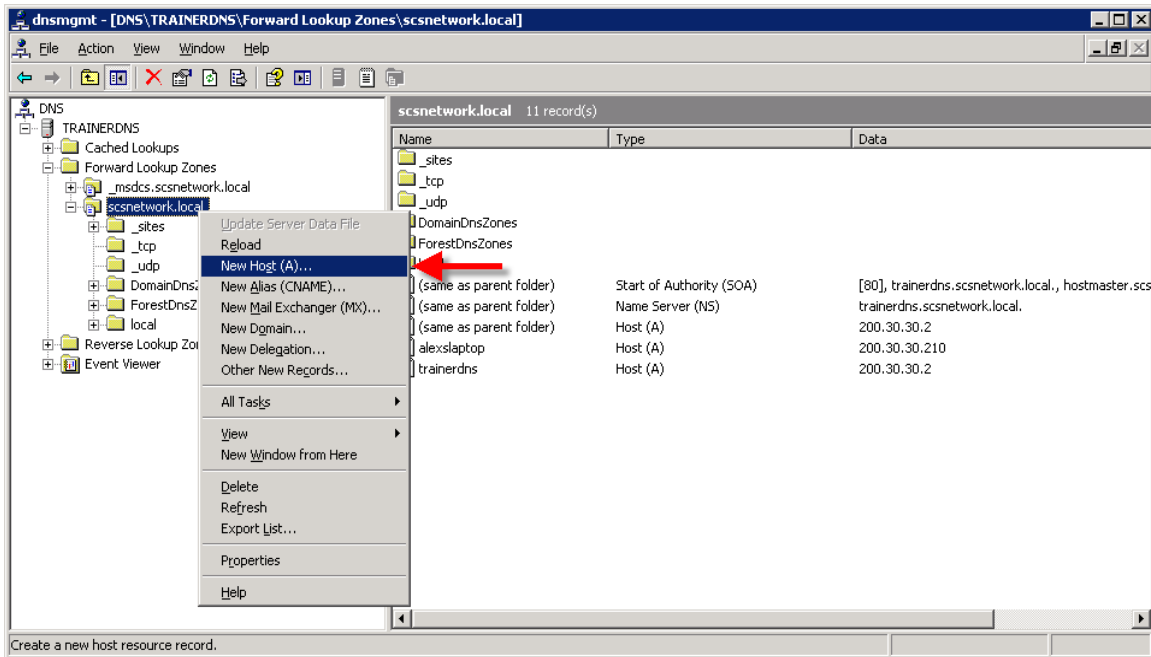 dnsmgmt - [DNS\TRAINERDNS\Forward Lookup Zones\scsnetwork.local]
File Action View Window Help
DNS
TRAINERDNS
Cached Lookups
Forward Lookup Zones
_msdcs.scsnetwork.local
scsnetwork.local
_sites
_tcp
_udp
DomainDnsZ
ForestDnsZ
local
Reverse Lookup Zo
Event Viewer
Update Server Data File
Reload
New Host (A)...
New Alias (CNAME)...
New Mail Exchanger (MX)...
New Domain...
New Delegation...
Other New Records...
All Tasks
View
New Window from Here
Delete
Refresh
Export List...
Properties
Help
scsnetwork.local 11 record(s)
Name Type Data
_sites
_tcp
_udp
DomainDnsZones
ForestDnsZones
(same as parent folder) Start of Authority (SOA) [80], trainerdns.scsnetwork.local., hostmaster.scs
(same as parent folder) Name Server (NS) trainerdns.scsnetwork.local.
(same as parent folder) Host (A) 200.30.30.2
alexslaptop Host (A) 200.30.30.210
trainerdns Host (A) 200.30.30.2
Create a new host resource record.